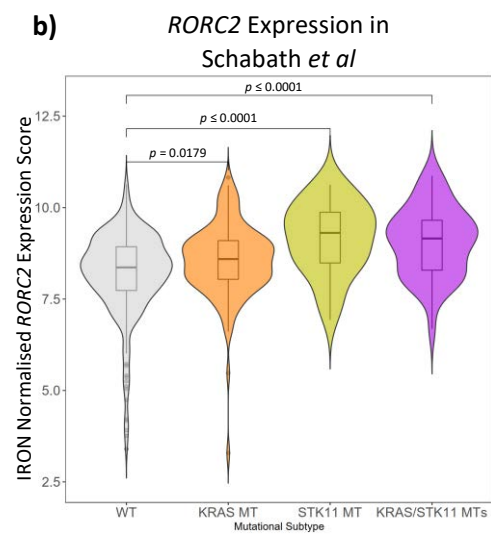 b)
RORC2 Expression in
Schabath et al
p ≤ 0.0001
p ≤ 0.0001
p = 0.0179
IRON Normalised RORC2 Expression Score
12.5
10.0
7.5
5.0
2.5
WT KRAS MT STK11 MT KRAS/STK11 MTs
Mutational Subtype